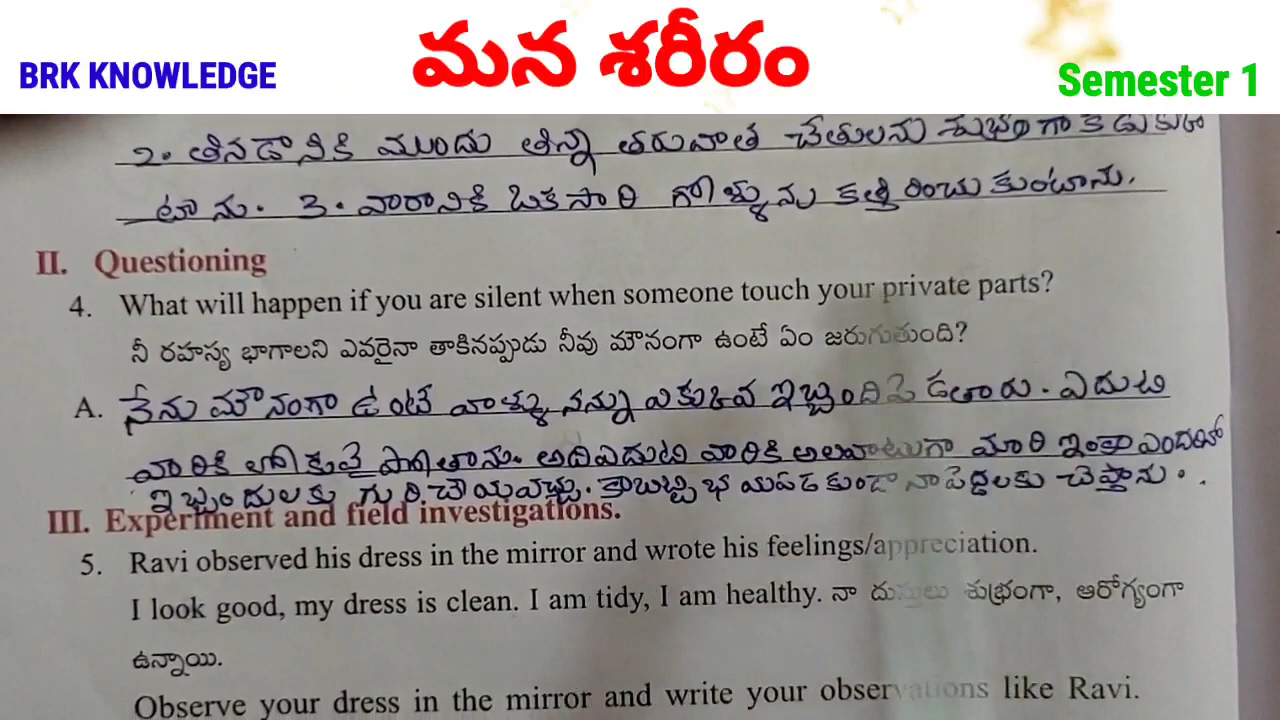 మన శరీరం
BRK KNOWLEDGE
Semester 1
2. తినడానికి ముందు తిన్నా తరువాత చేతులను శుభ్రంగా కడుకుకుం
టాను. 3. వారానికి ఒకసారి గోళ్ళును కత్తిరించుకుంటాను.
II. Questioning
4. What will happen if you are silent when someone touch your private parts?
నీ రహస్య భాగాలని ఎవరైనా తాకినప్పుడు నీవు మౌనంగా ఉంటే ఏం జరుగుతుంది?
A. నేను మౌనంగా ఉంటే వాళ్ళు నన్ను ఎక్కువ ఇబ్బంది పెడతారు. ఎదుటి
వారికి లోకువై పోతాను. అది ఎదుటి వారికి అలవాటుగా మారి ఇంకా ఎందరినో
ఇబ్బందులకు గురిచేయవచ్చు. కాబట్టి భయపడకుండా నా పెద్దలకు చెప్తాను.
III. Experiment and field investigations.
5. Ravi observed his dress in the mirror and wrote his feelings/appreciation.
I look good, my dress is clean. I am tidy, I am healthy. నా దుస్తులు శుభ్రంగా, ఆరోగ్యంగా
ఉన్నాయి.
Observe your dress in the mirror and write your observations like Ravi.